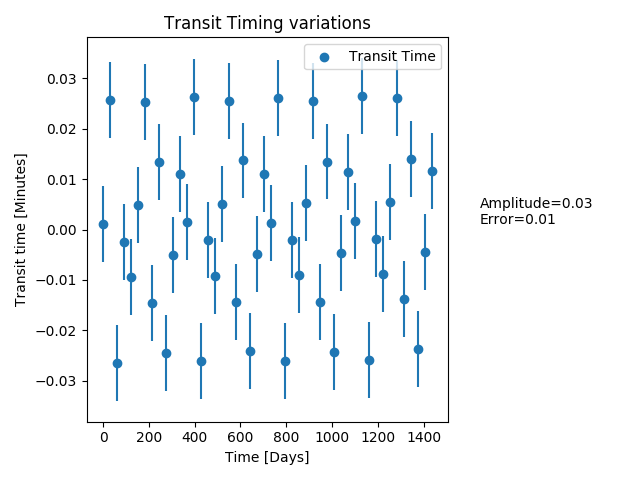 Transit Timing variations
Transit Time
0.03
0.02
0.01
0.00
−0.01
−0.02
−0.03
Transit time [Minutes]
Amplitude=0.03
Error=0.01
0 200 400 600 800 1000 1200 1400
Time [Days]